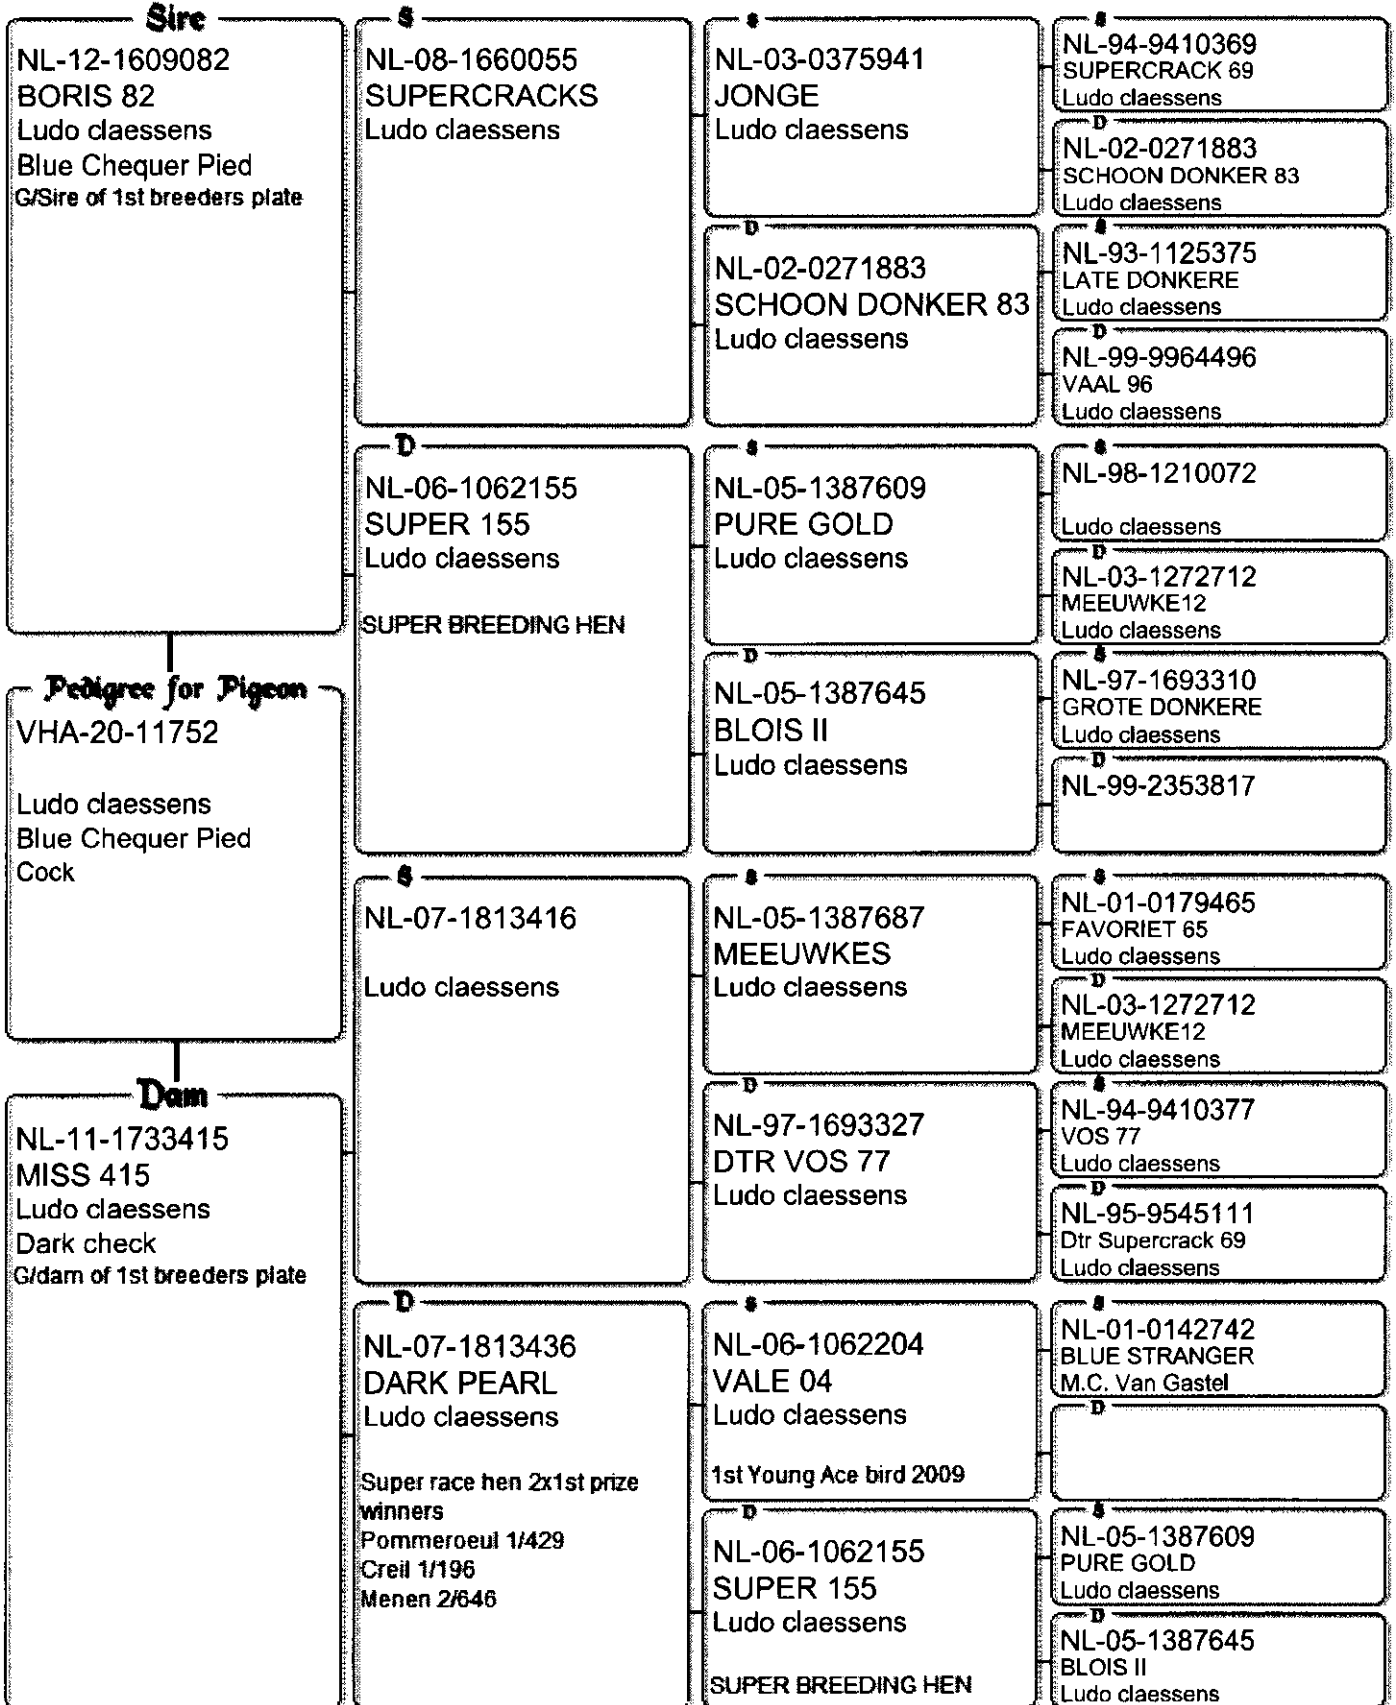 Sire
NL-12-1609082
BORIS 82
Ludo claessens
Blue Chequer Pied
G/Sire of 1st breeders plate
Pedigree for Pigeon
VHA-20-11752
Ludo claessens
Blue Chequer Pied
Cock
Dam
NL-11-1733415
MISS 415
Ludo claessens
Dark check
G/dam of 1st breeders plate
S
NL-08-1660055
SUPERCRACKS
Ludo claessens
D
NL-06-1062155
SUPER 155
Ludo claessens
SUPER BREEDING HEN
S
NL-07-1813416
Ludo claessens
D
NL-07-1813436
DARK PEARL
Ludo claessens
Super race hen 2x1st prize
winners
Pommeroeul 1/429
Creil 1/196
Menen 2/646
S
NL-03-0375941
JONGE
Ludo claessens
D
NL-02-0271883
SCHOON DONKER 83
Ludo claessens
S
NL-05-1387609
PURE GOLD
Ludo claessens
D
NL-05-1387645
BLOIS II
Ludo claessens
S
NL-05-1387687
MEEUWKES
Ludo claessens
D
NL-97-1693327
DTR VOS 77
Ludo claessens
S
NL-06-1062204
VALE 04
Ludo claessens
1st Young Ace bird 2009
D
NL-06-1062155
SUPER 155
Ludo claessens
SUPER BREEDING HEN
S
NL-94-9410369
SUPERCRACK 69
Ludo claessens
D
NL-02-0271883
SCHOON DONKER 83
Ludo claessens
S
NL-93-1125375
LATE DONKERE
Ludo claessens
D
NL-99-9964496
VAAL 96
Ludo claessens
S
NL-98-1210072
Ludo claessens
D
NL-03-1272712
MEEUWKE12
Ludo claessens
S
NL-97-1693310
GROTE DONKERE
Ludo claessens
D
NL-99-2353817
S
NL-01-0179465
FAVORIET 65
Ludo claessens
D
NL-03-1272712
MEEUWKE12
Ludo claessens
S
NL-94-9410377
VOS 77
Ludo claessens
D
NL-95-9545111
Dtr Supercrack 69
Ludo claessens
S
NL-01-0142742
BLUE STRANGER
M.C. Van Gastel
D
S
NL-05-1387609
PURE GOLD
Ludo claessens
D
NL-05-1387645
BLOIS II
Ludo claessens